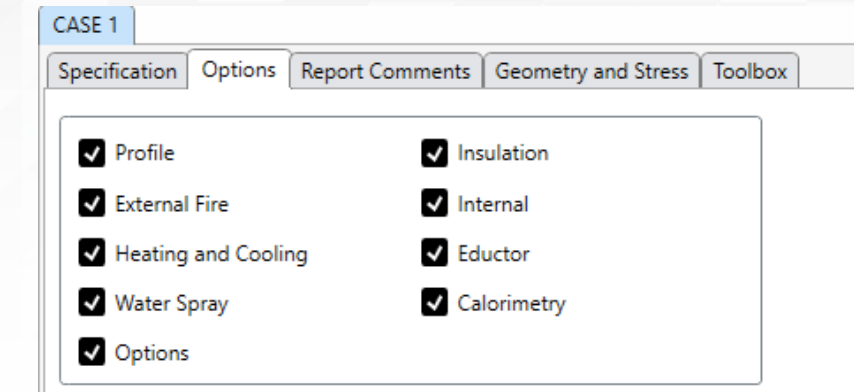 CASE 1
Specification Options Report Comments Geometry and Stress Toolbox
Profile Insulation
External Fire Internal
Heating and Cooling Eductor
Water Spray Calorimetry
Options